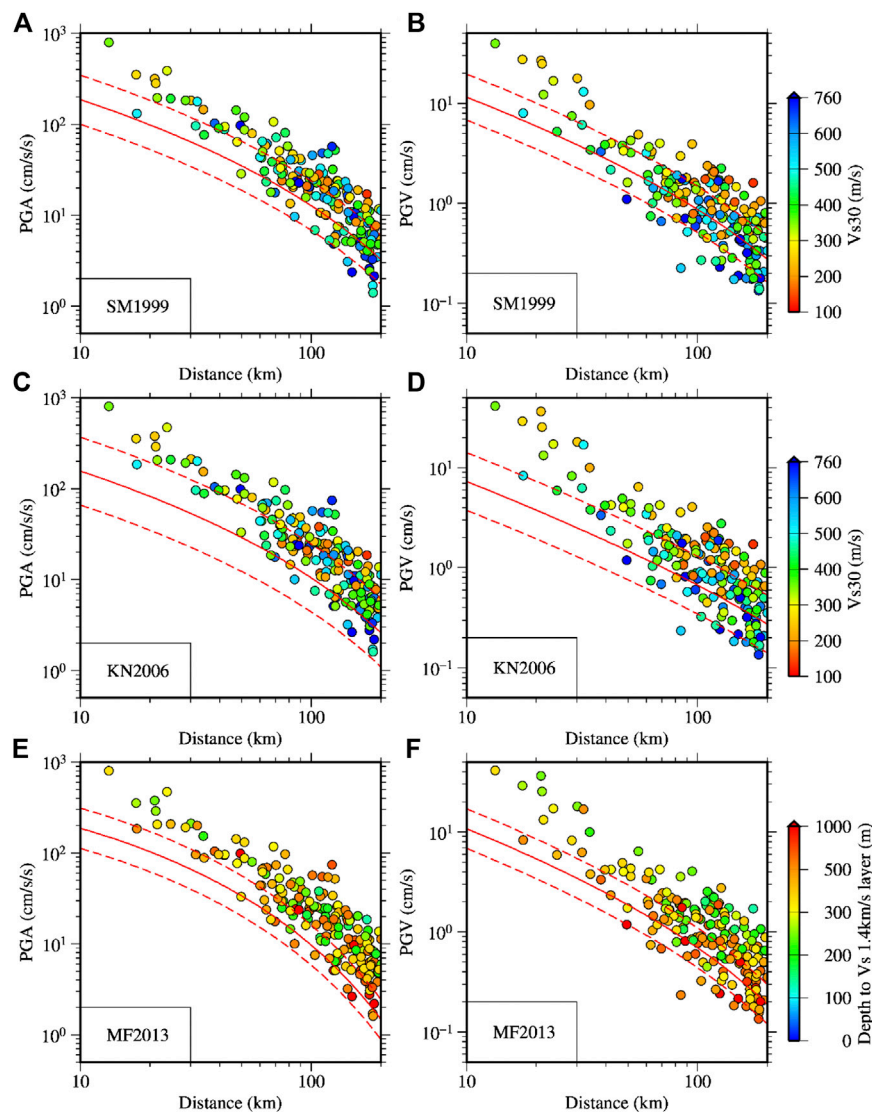 A
B
10³
10²
10¹
10⁰
PGA (cm/s/s)
SM1999
10
100
Distance (km)
10¹
10⁰
10⁻¹
PGV (cm/s)
SM1999
10
100
Distance (km)
760
600
500
400
300
200
100
Vs30 (m/s)
C
D
10³
10²
10¹
10⁰
PGA (cm/s/s)
KN2006
10
100
Distance (km)
10¹
10⁰
10⁻¹
PGV (cm/s)
KN2006
10
100
Distance (km)
760
600
500
400
300
200
100
Vs30 (m/s)
E
F
10³
10²
10¹
10⁰
PGA (cm/s/s)
MF2013
10
100
Distance (km)
10¹
10⁰
10⁻¹
PGV (cm/s)
MF2013
10
100
Distance (km)
1000
500
300
200
100
0
Depth to Vs 1.4km/s layer (m)